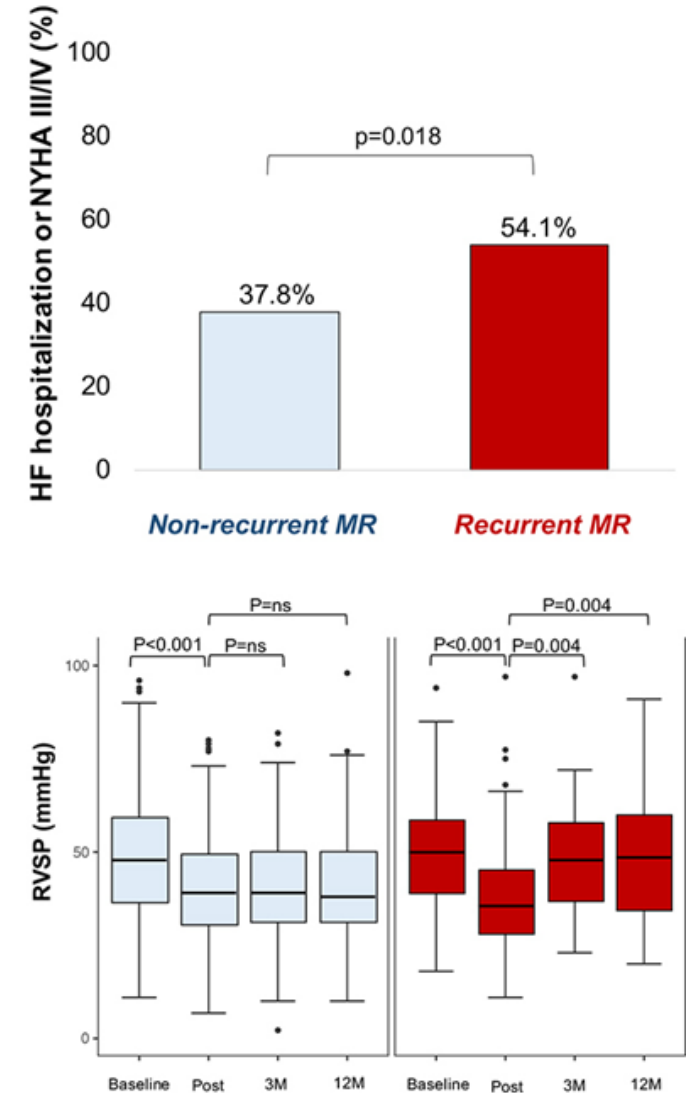 HF hospitalization or NYHA III/IV (%)
100
80
60
40
20
0
p=0.018
37.8%
54.1%
Non-recurrent MR
Recurrent MR
RVSP (mmHg)
100
50
0
P=ns
P<0.001
P=ns
P=0.004
P<0.001
P=0.004
Baseline
Post
3M
12M
Baseline
Post
3M
12M